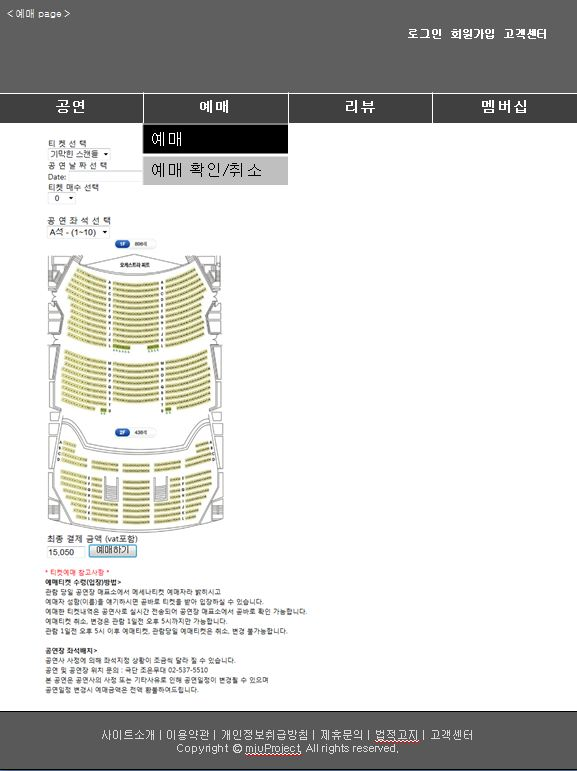 < 예매 page >
로그인 회원가입 고객센터
공연 예매 리뷰 멤버십
예매
예매 확인/취소
티켓 선택
기막힌 스캔들
공연 날짜 선택
Date:
티켓 매수 선택
0
공연 좌석 선택
A석 - (1~10)
1F
오케스트라 피트
2F
최종 결제 금액 (vat포함)
15,050 예매하기
* 티켓예매 참고사항 *
예매티켓 수령(입장)방법>
관람 당일 공연장 매표소에서 메세나티켓 예매자라 밝히시고
예매자 성함(이름)을 얘기하시면 곧바로 티켓을 받아 입장하실 수 있습니다.
예매한 티켓내역은 공연사로 실시간 전송되어 공연장 매표소에서 곧바로 확인 가능합니다.
예매티켓 취소, 변경은 관람 1일전 오후 5시까지만 가능합니다.
관람 1일전 오후 5시 이후 예매티켓, 관람당일 예매티켓은 취소, 변경 불가능합니다.
공연장 좌석배치>
공연사 사정에 의해 좌석지정 상황이 조금씩 달라 질 수 있습니다.
공연 및 공연장 위치 문의 : 극단 조은무대 02-537-5510
본 공연은 공연사의 사정 또는 기타사유로 인해 공연일정이 변경될 수 있으며
공연일정 변경시 예매금액은 전액 환불하여드립니다.
사이트소개 | 이용약관 | 개인정보취급방침 | 제휴문의 | 법정고지 | 고객센터
Copyright © mjuProject, All rights reserved.